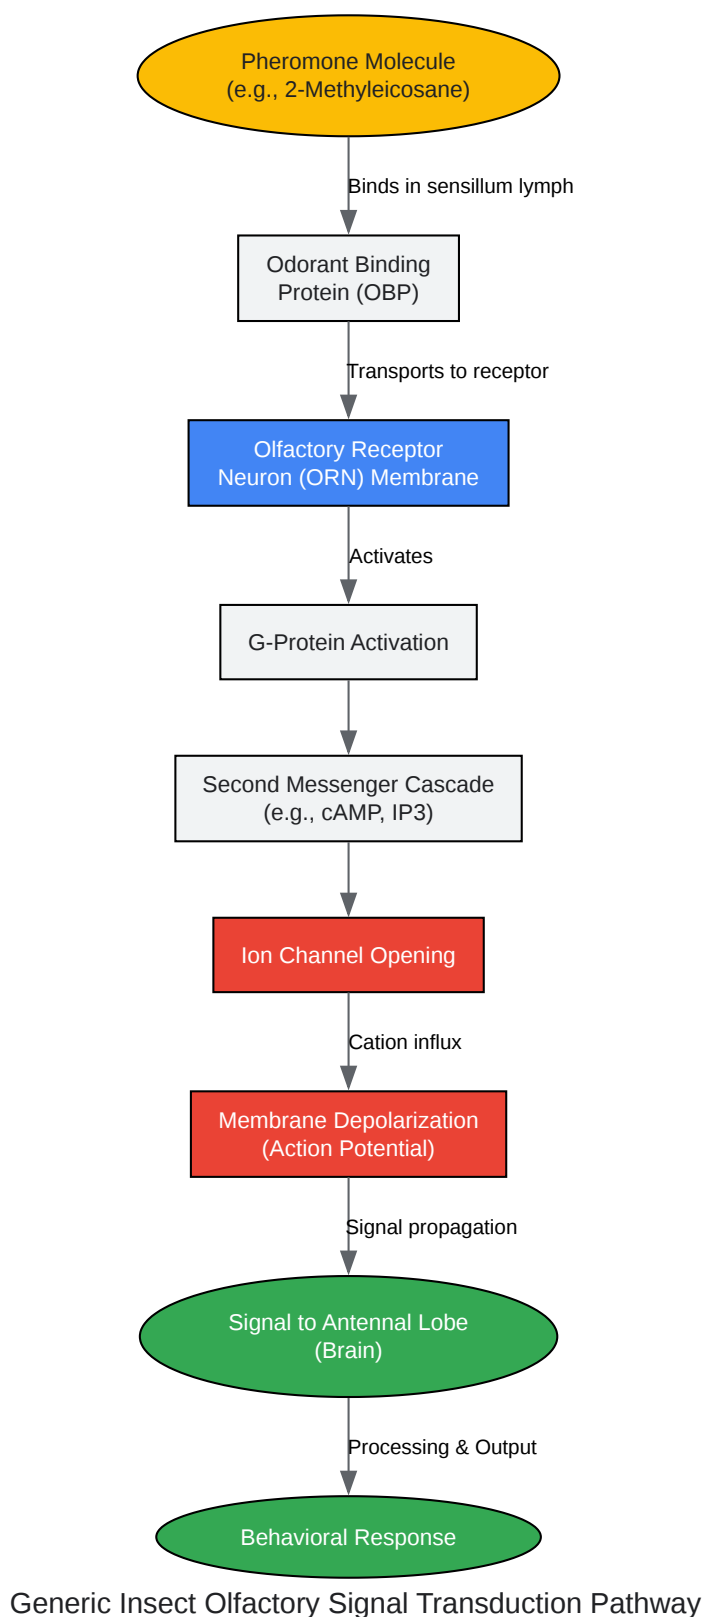 Pheromone Molecule
(e.g., 2-Methyleicosane)
Binds in sensillum lymph
Odorant Binding
Protein (OBP)
Transports to receptor
Olfactory Receptor
Neuron (ORN) Membrane
Activates
G-Protein Activation
Second Messenger Cascade
(e.g., cAMP, IP3)
Ion Channel Opening
Cation influx
Membrane Depolarization
(Action Potential)
Signal propagation
Signal to Antennal Lobe
(Brain)
Processing & Output
Behavioral Response
Generic Insect Olfactory Signal Transduction Pathway